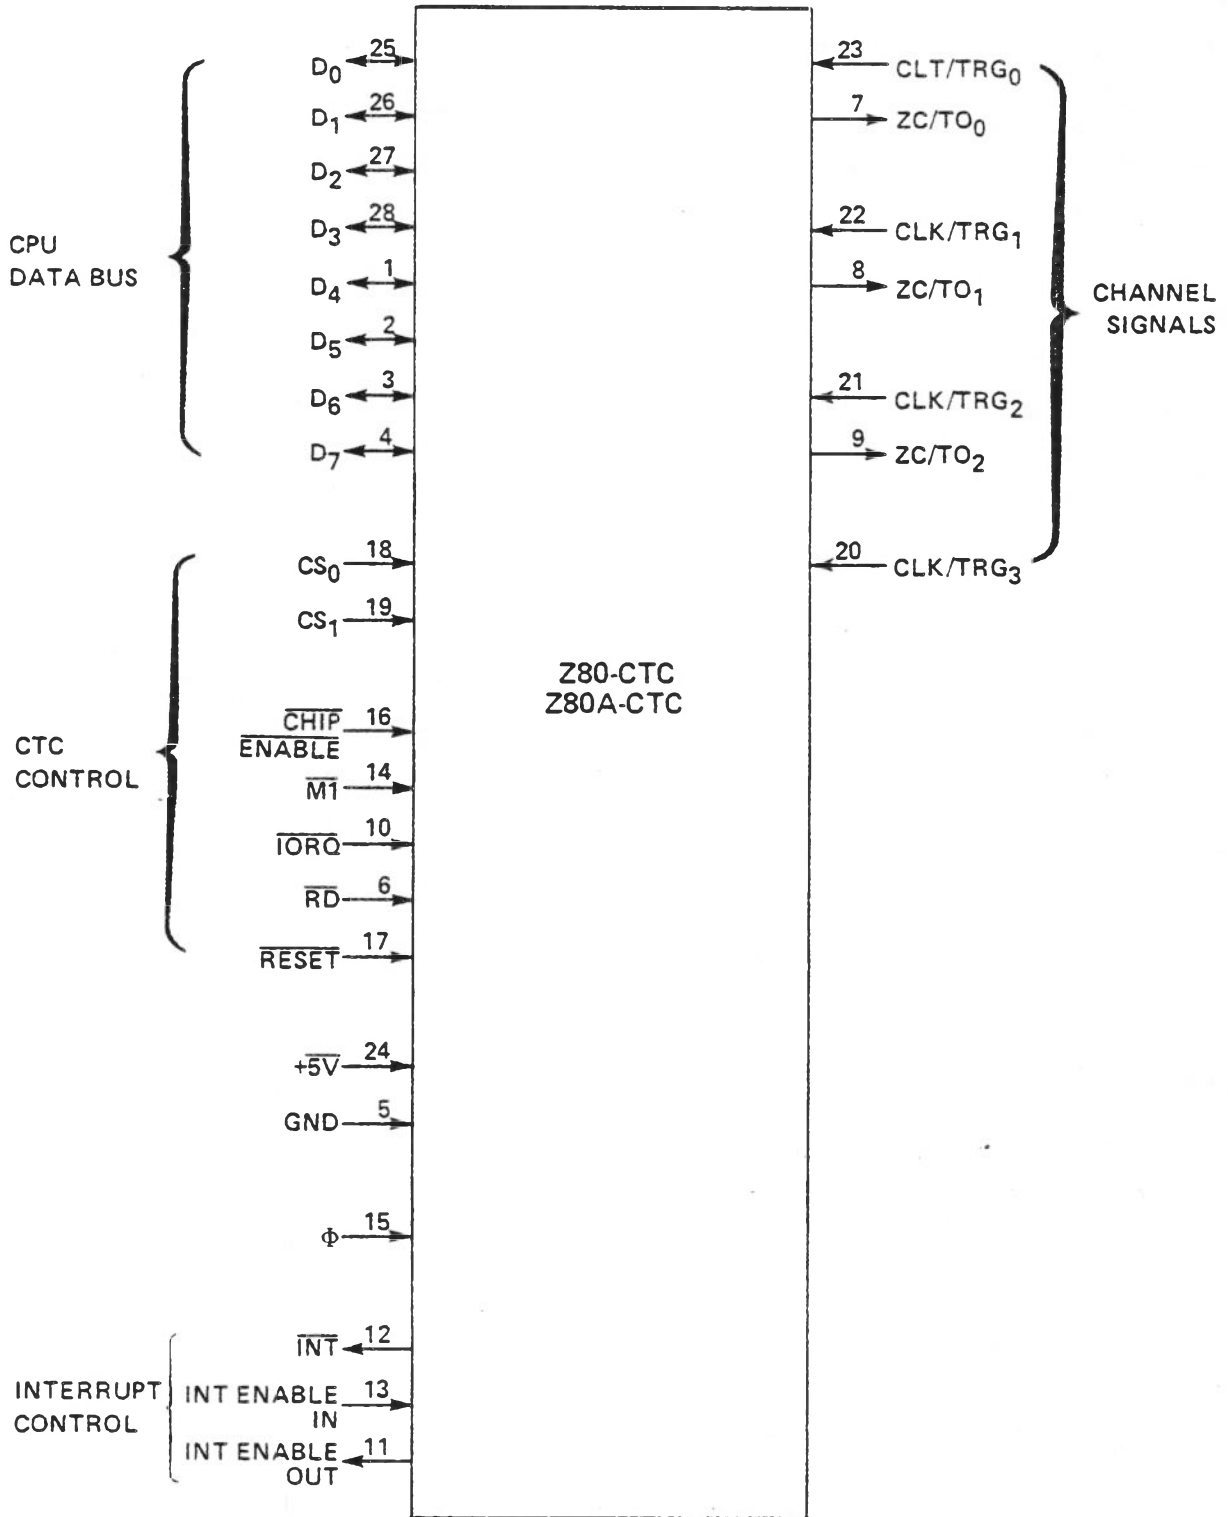 25
D0
26
D1
27
D2
28
D3
1
D4
2
D5
3
D6
4
D7
CPU
DATA BUS
18
CS0
19
CS1
16
CHIP
ENABLE
14
M1
10
IORQ
6
RD
17
RESET
CTC
CONTROL
24
+5V
5
GND
15
Φ
12
INT
13
INT ENABLE
IN
11
INT ENABLE
OUT
INTERRUPT
CONTROL
Z80-CTC
Z80A-CTC
23
CLT/TRG0
7
ZC/TO0
22
CLK/TRG1
8
ZC/TO1
21
CLK/TRG2
9
ZC/TO2
20
CLK/TRG3
CHANNEL
SIGNALS